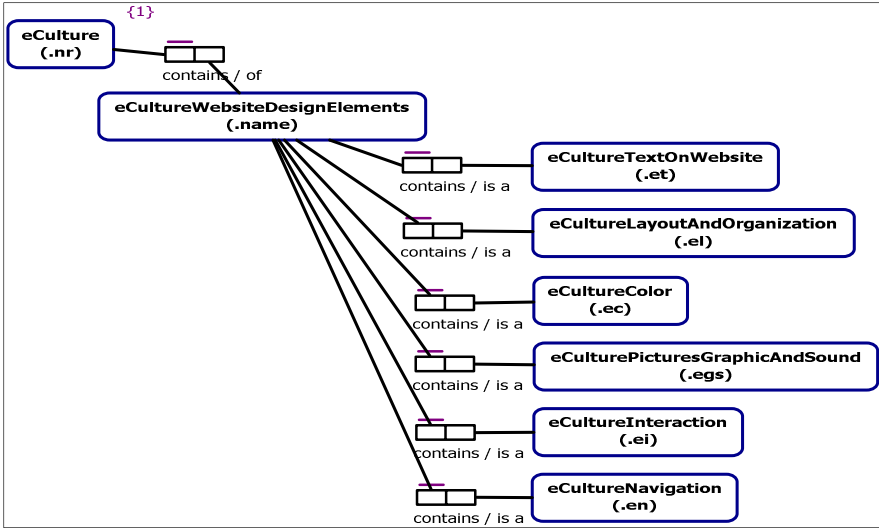 {1}
eCulture
(.nr)
contains / of
eCultureWebsiteDesignElements
(.name)
eCultureTextOnWebsite
(.et)
contains / is a
eCultureLayoutAndOrganization
(.el)
contains / is a
eCultureColor
(.ec)
contains / is a
eCulturePicturesGraphicAndSound
(.egs)
contains / is a
eCultureInteraction
(.ei)
contains / is a
eCultureNavigation
(.en)
contains / is a